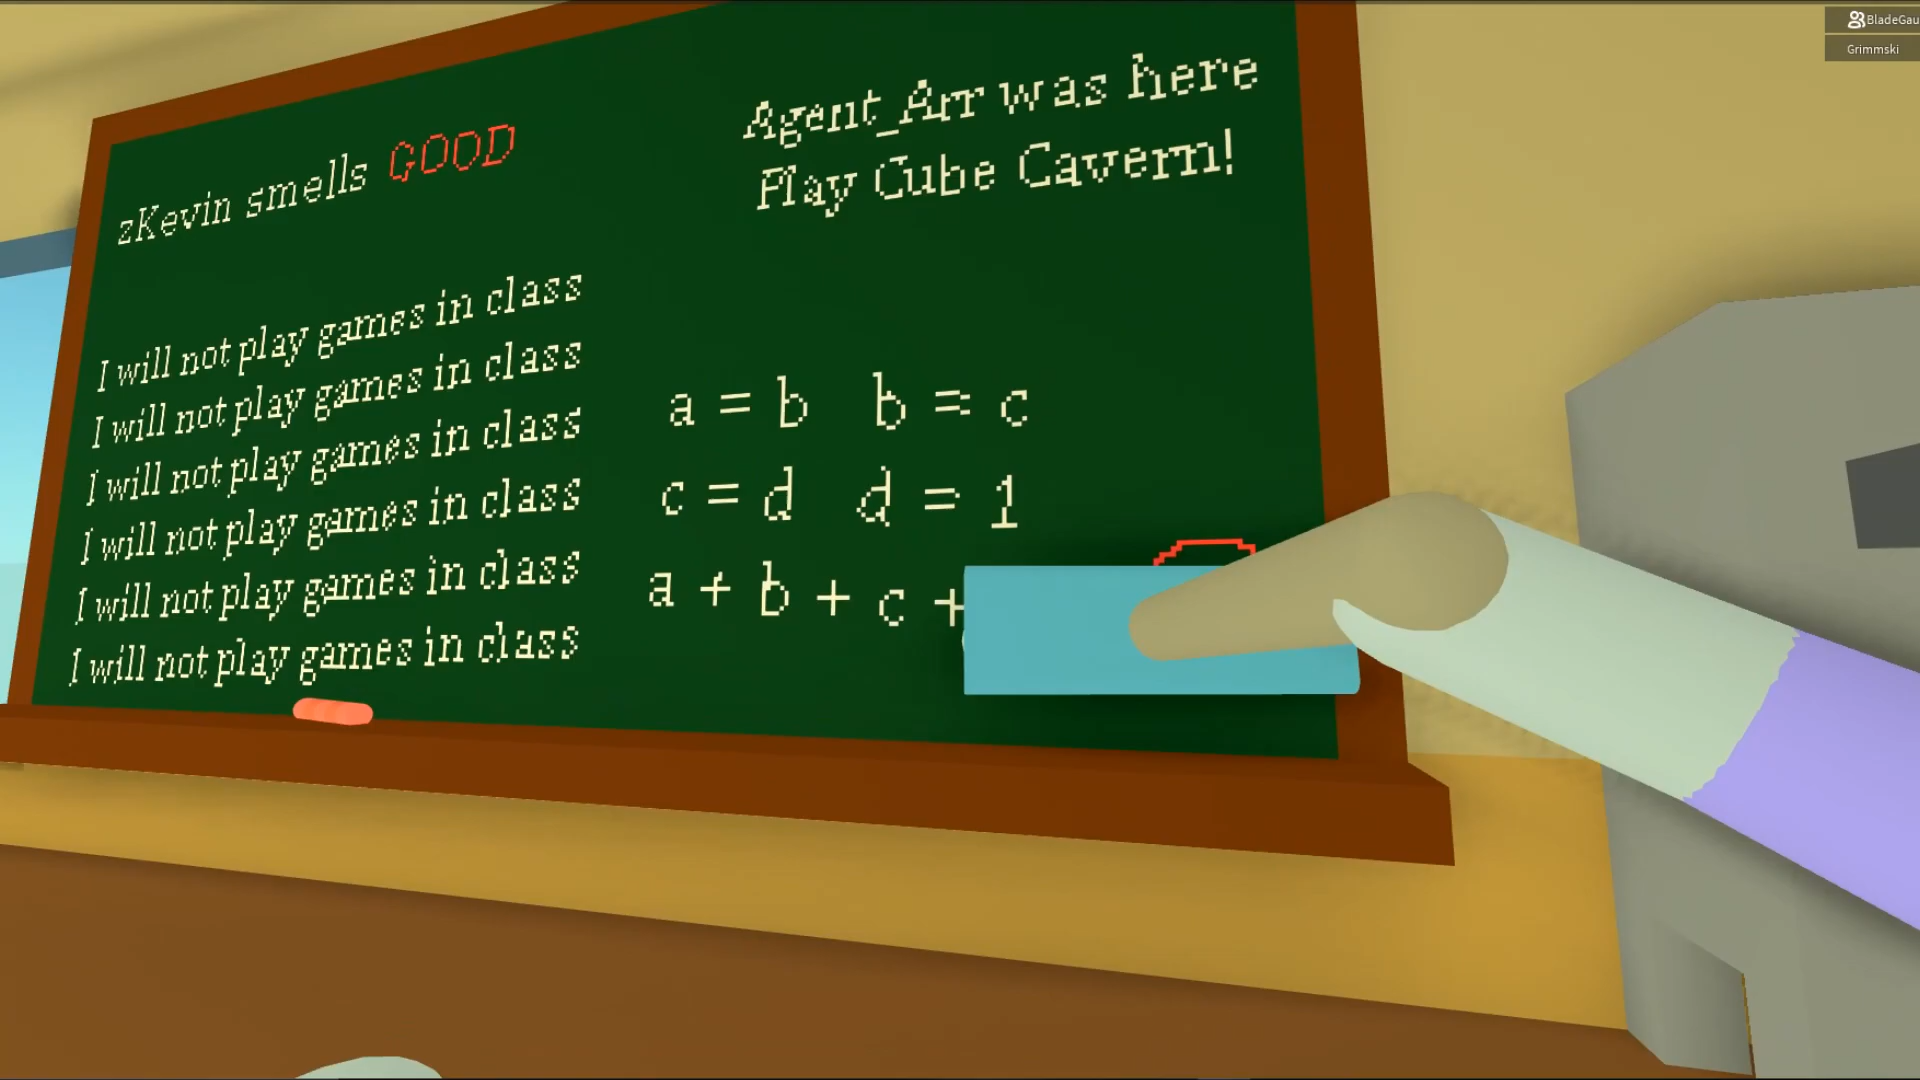 BladeGau
Grimmski
Agent_Arr was here
Play Cube Cavern!
zKevin smells GOOD
I will not play games in class
I will not play games in class
I will not play games in class
I will not play games in class
I will not play games in class
I will not play games in class
a = b b = c
c = d d = 1
a + b + c +